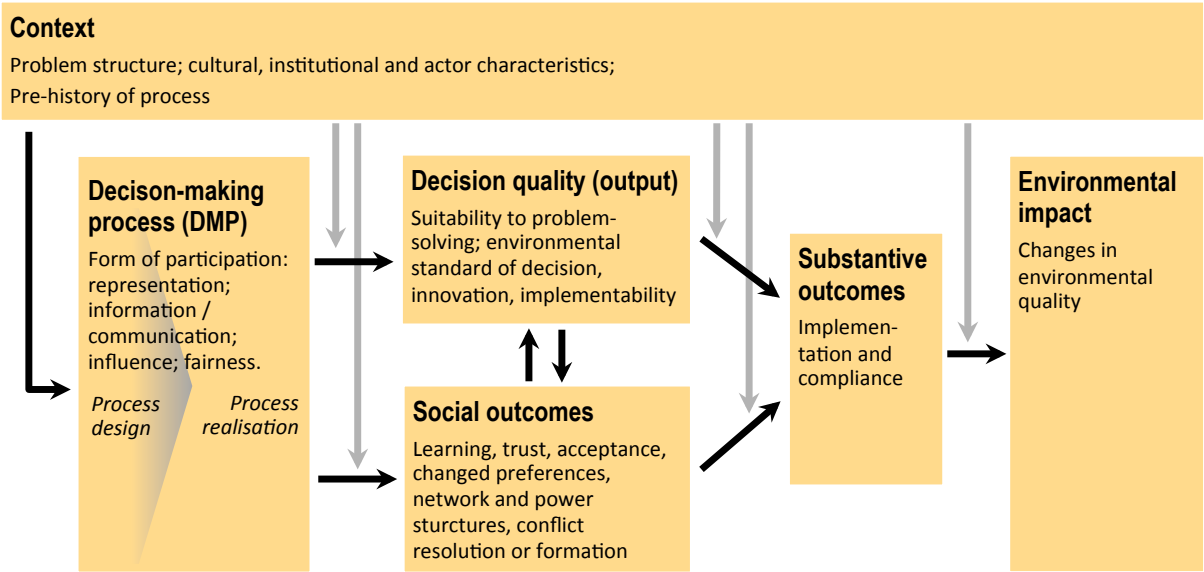 Context
Problem structure; cultural, institutional and actor characteristics;
Pre-history of process
Decison-making
process (DMP)
Form of participation:
representation;
information /
communication;
influence; fairness.
Process
design
Process
realisation
Decision quality (output)
Suitability to problem-
solving; environmental
standard of decision,
innovation, implementability
Social outcomes
Learning, trust, acceptance,
changed preferences,
network and power
sturctures, conflict
resolution or formation
Substantive
outcomes
Implemen-
tation and
compliance
Environmental
impact
Changes in
environmental
quality